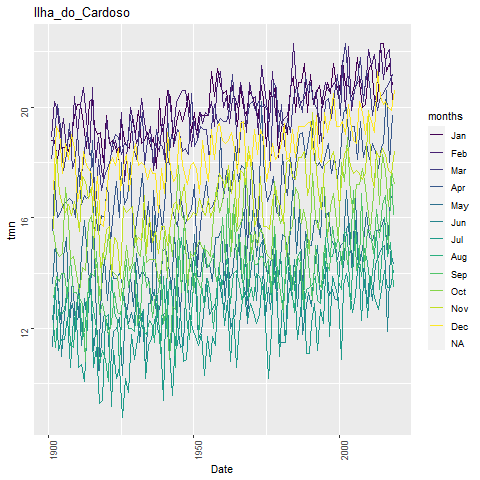 Ilha_do_Cardoso
tmn
20
16
12
1900
1950
2000
Date
months
Jan
Feb
Mar
Apr
May
Jun
Jul
Aug
Sep
Oct
Nov
Dec
NA